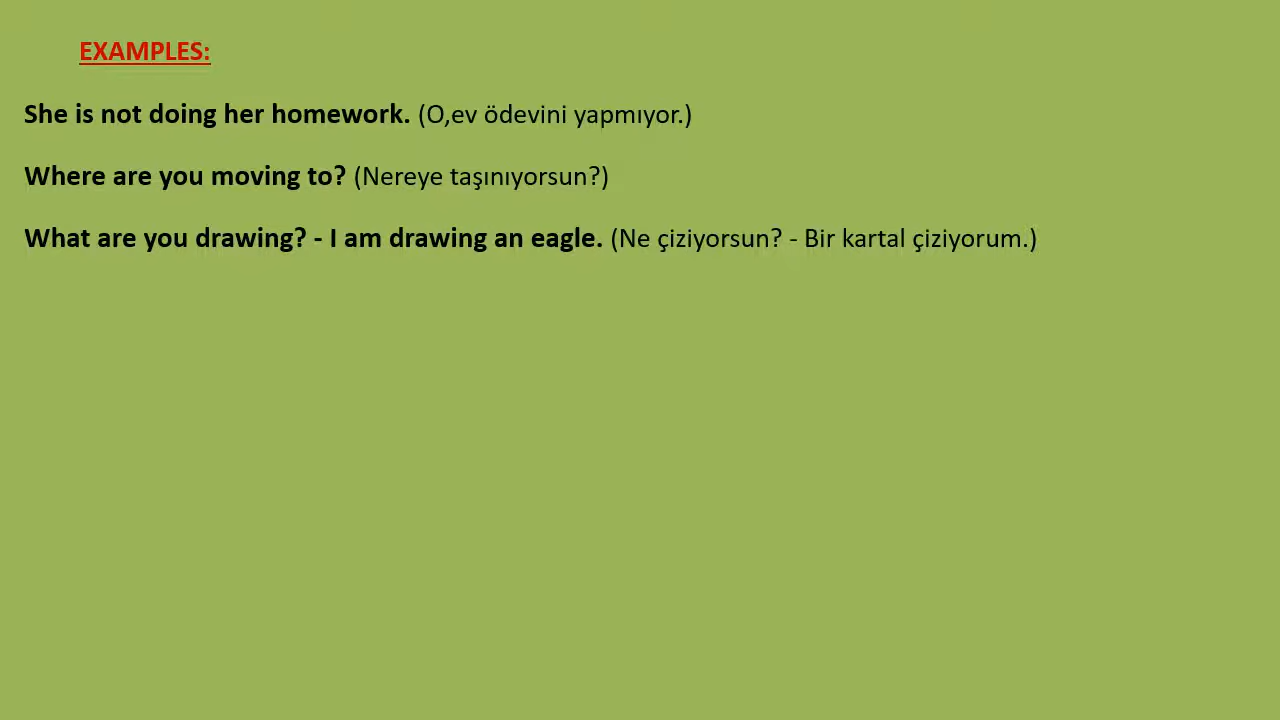 EXAMPLES:
She is not doing her homework. (O,ev ödevini yapmıyor.)
Where are you moving to? (Nereye taşınıyorsun?)
What are you drawing? - I am drawing an eagle. (Ne çiziyorsun? - Bir kartal çiziyorum.)